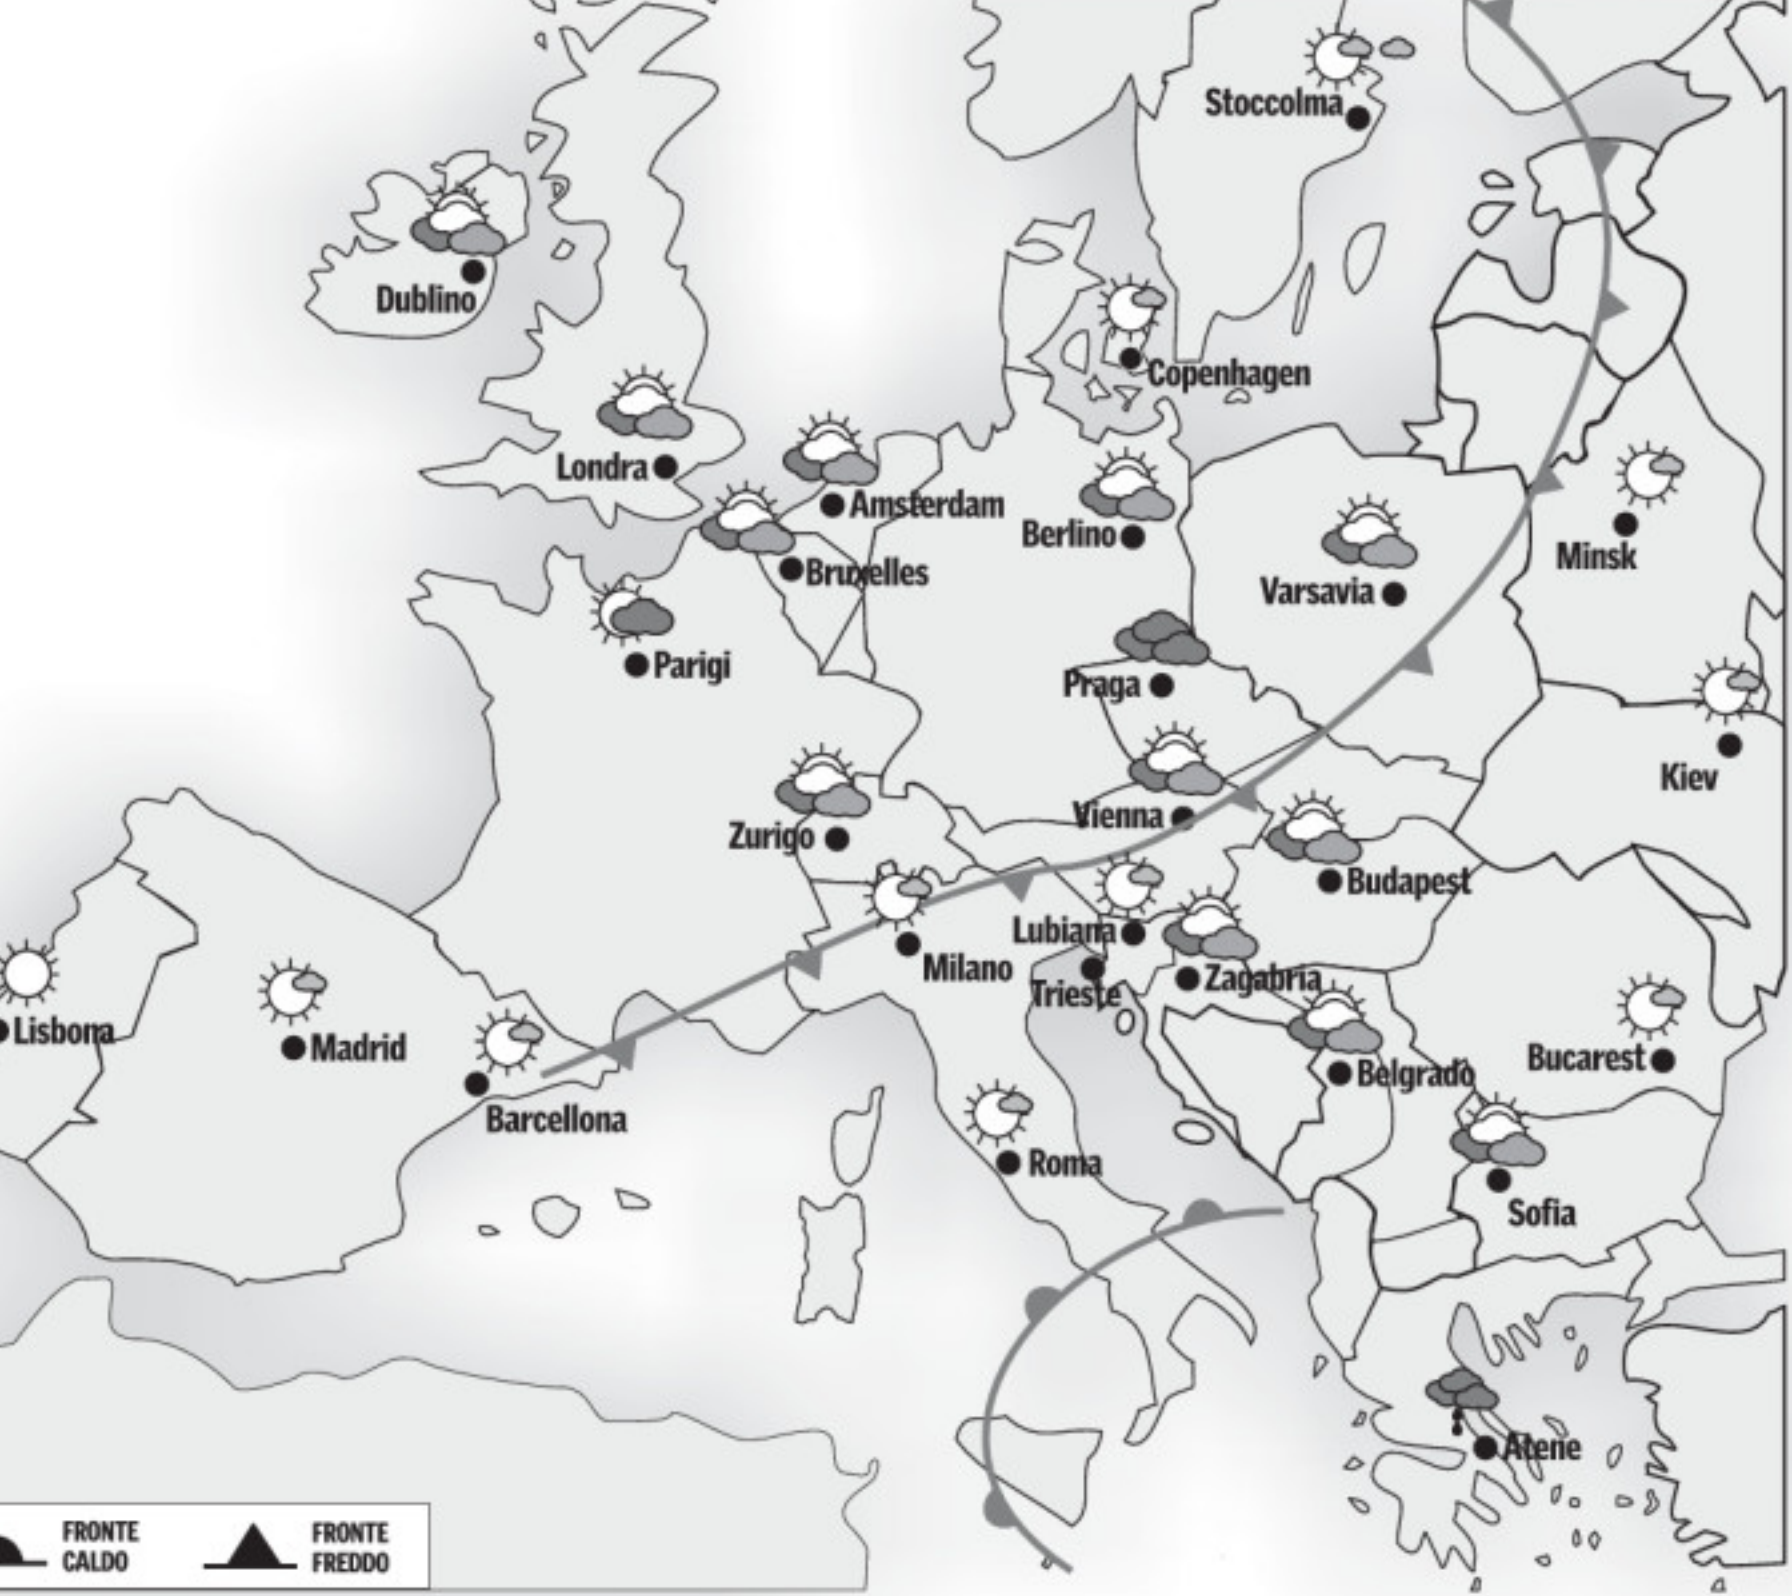 Stoccolma
Dublino
Copenhagen
Londra
Amsterdam
Berlino
Bruxelles
Minsk
Varsavia
Parigi
Praga
Kiev
Vienna
Zurigo
Budapest
Lubiana
Milano
Zagabria
Trieste
Lisbona
Madrid
Bucarest
Belgrado
Barcellona
Roma
Sofia
Atene
FRONTE
CALDO
FRONTE
FREDDO